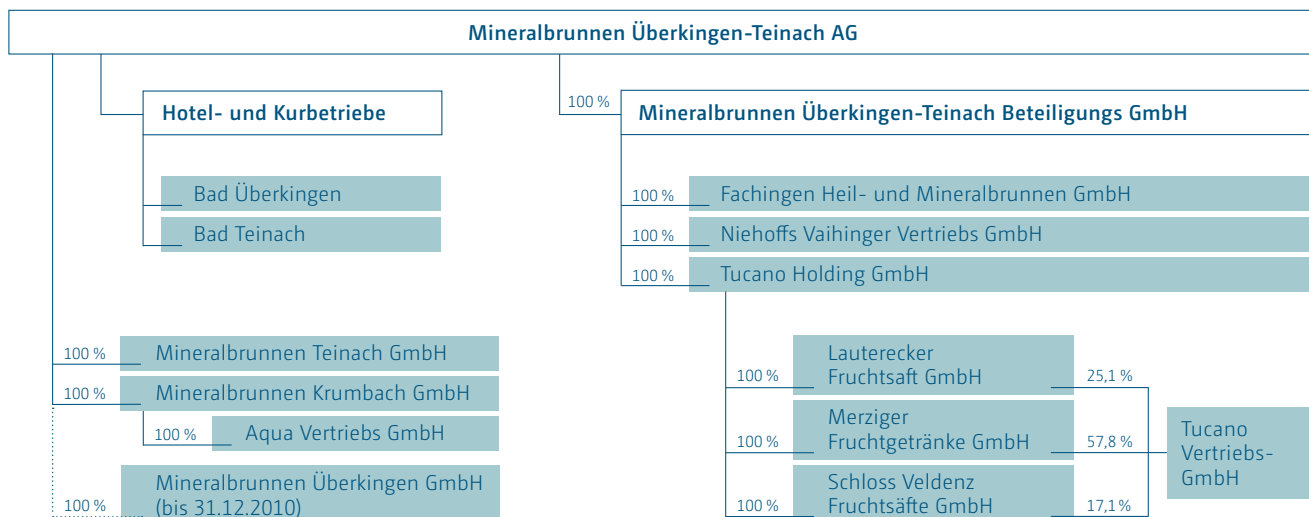 Mineralbrunnen Überkingen-Teinach AG
Hotel- und Kurbetriebe
Bad Überkingen
Bad Teinach
100 %
Mineralbrunnen Teinach GmbH
100 %
Mineralbrunnen Krumbach GmbH
100 %
Aqua Vertriebs GmbH
100 %
Mineralbrunnen Überkingen GmbH
(bis 31.12.2010)
100 %
Mineralbrunnen Überkingen-Teinach Beteiligungs GmbH
100 %
Fachingen Heil- und Mineralbrunnen GmbH
100 %
Niehoffs Vaihinger Vertriebs GmbH
100 %
Tucano Holding GmbH
100 %
Lauterecker
Fruchtsaft GmbH
25,1 %
100 %
Merziger
Fruchtgetränke GmbH
57,8 %
100 %
Schloss Veldenz
Fruchtsäfte GmbH
17,1 %
Tucano
Vertriebs-
GmbH